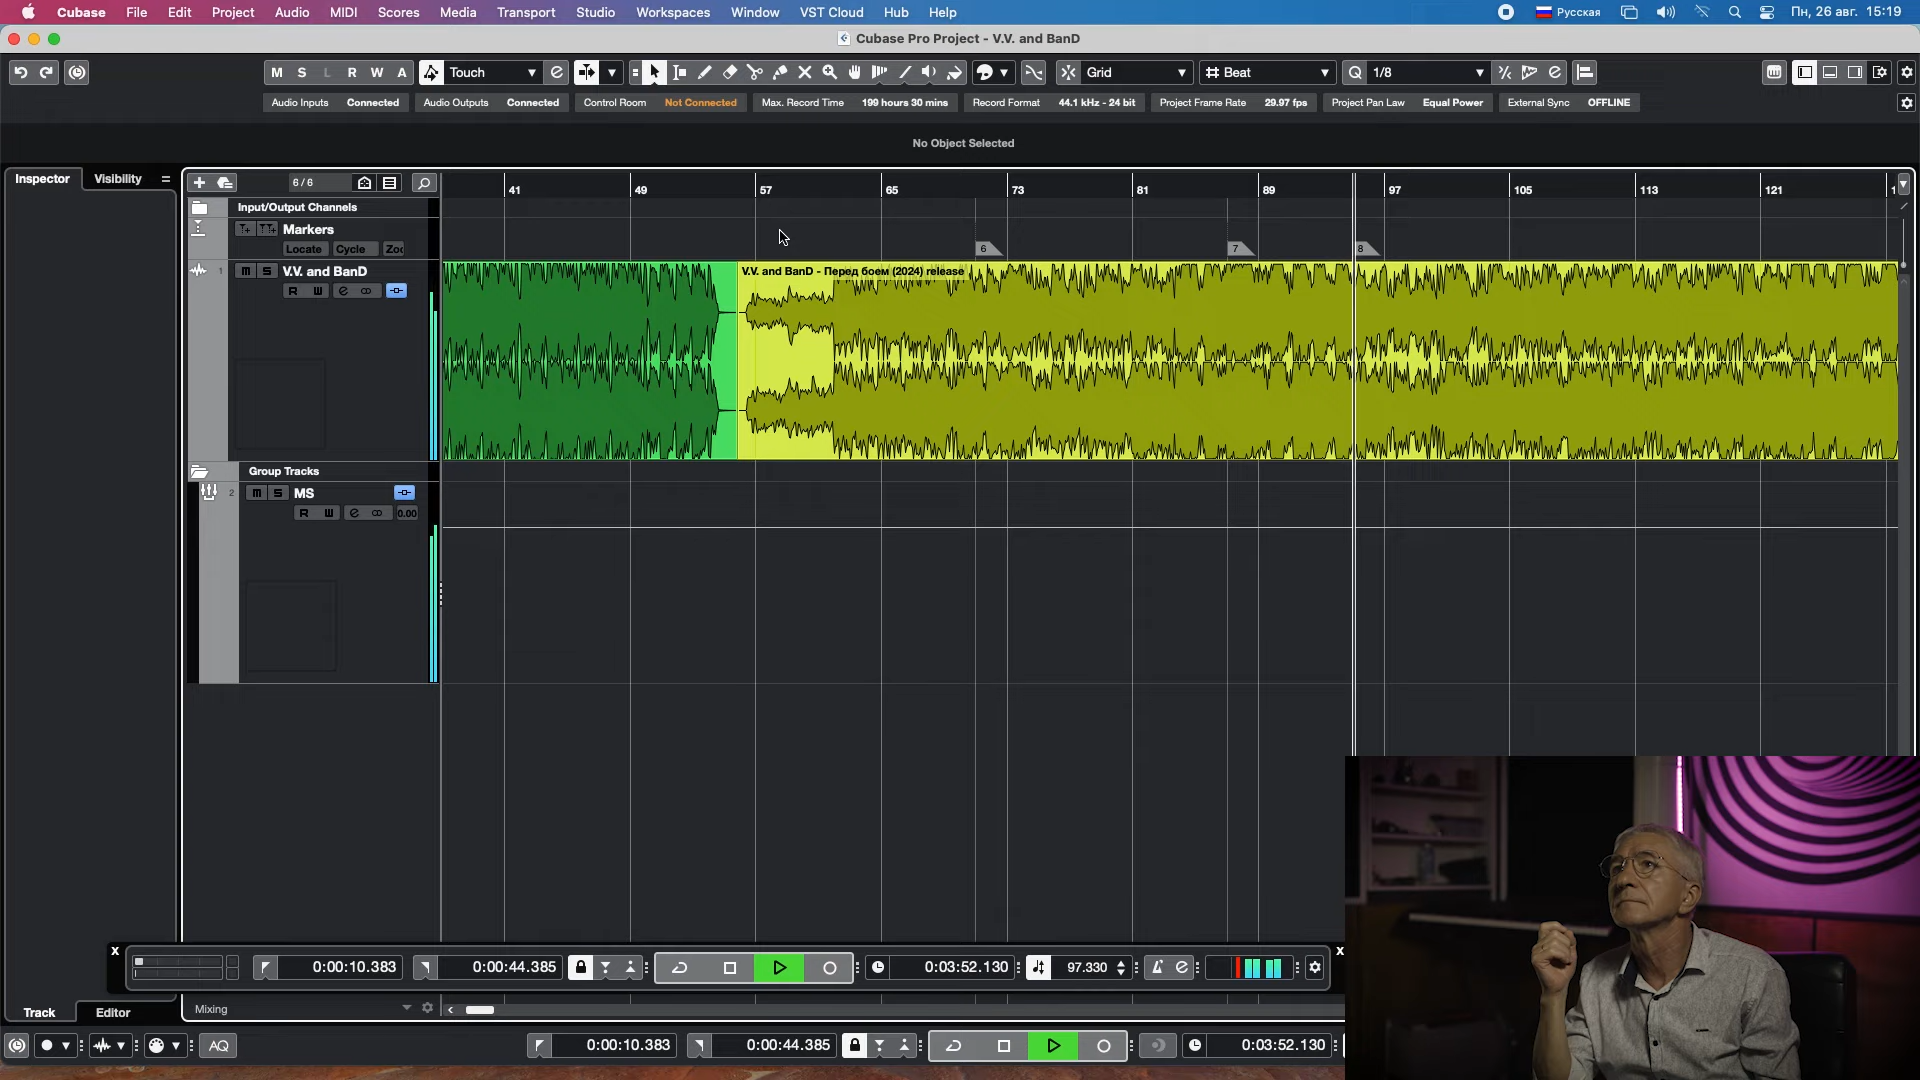 Cubase File Edit Project Audio MIDI Scores Media Transport Studio Workspaces Window VST Cloud Hub Help Русская Пн, 26 авг. 15:19
Cubase Pro Project - V.V. and BanD
M S L R W A Touch Grid Beat Q 1/8
Audio Inputs Connected Audio Outputs Connected Control Room Not Connected Max. Record Time 199 hours 30 mins Record Format 44.1 kHz - 24 bit Project Frame Rate 29.97 fps Project Pan Law Equal Power External Sync OFFLINE
No Object Selected
Inspector Visibility 6 / 6 41 49 57 65 73 81 89 97 105 113 121
Input/Output Channels
Markers
Locate Cycle Zoo 6 7 8
1 m S V.V. and BanD V.V. and BanD - Перед боем (2024) release
R e
Group Tracks
2 m S MS
R e 0.00
x 0:00:10.383 0:00:44.385 0:03:52.130 97.330 x
Track Editor Mixing
AQ 0:00:10.383 0:00:44.385 0:03:52.130